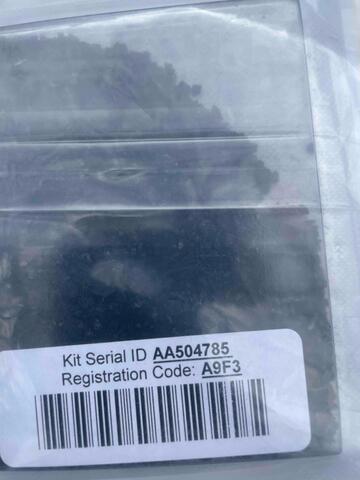 Kit Serial ID AA504785
Registration Code: A9F3